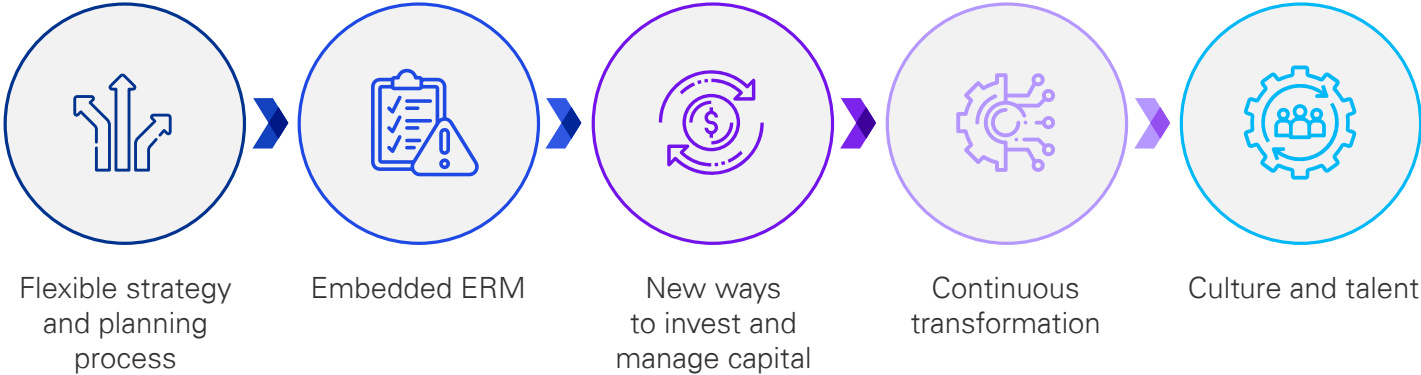 $
Flexible strategy
and planning
process
Embedded ERM
New ways
to invest and
manage capital
Continuous
transformation
Culture and talent